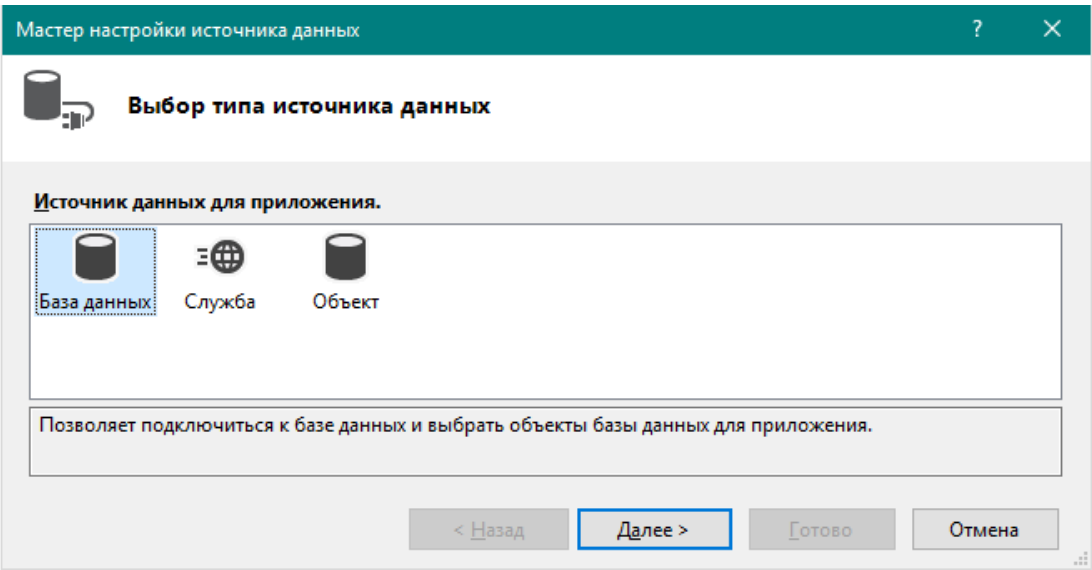 Мастер настройки источника данных ?
Выбор типа источника данных
Источник данных для приложения.
База данных Служба Объект
Позволяет подключиться к базе данных и выбрать объекты базы данных для приложения.
< Назад Далее > Готово Отмена